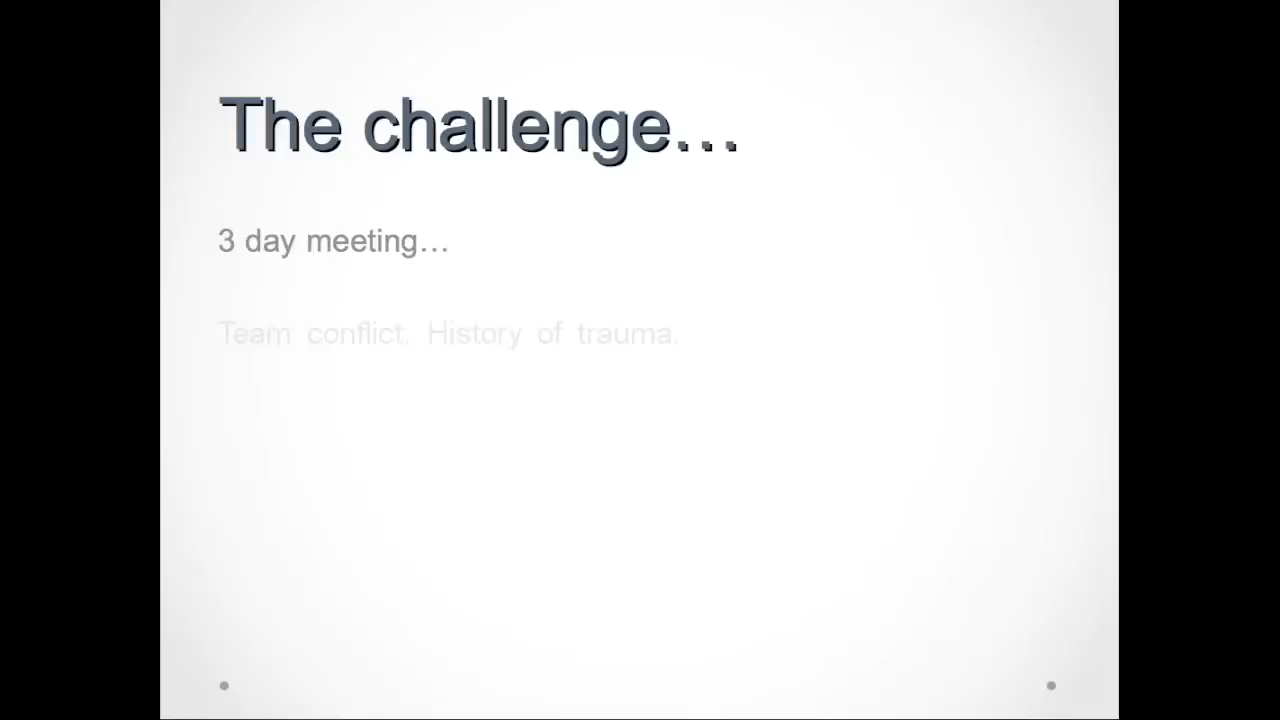 The challenge…
3 day meeting…
Team conflict. History of trauma.